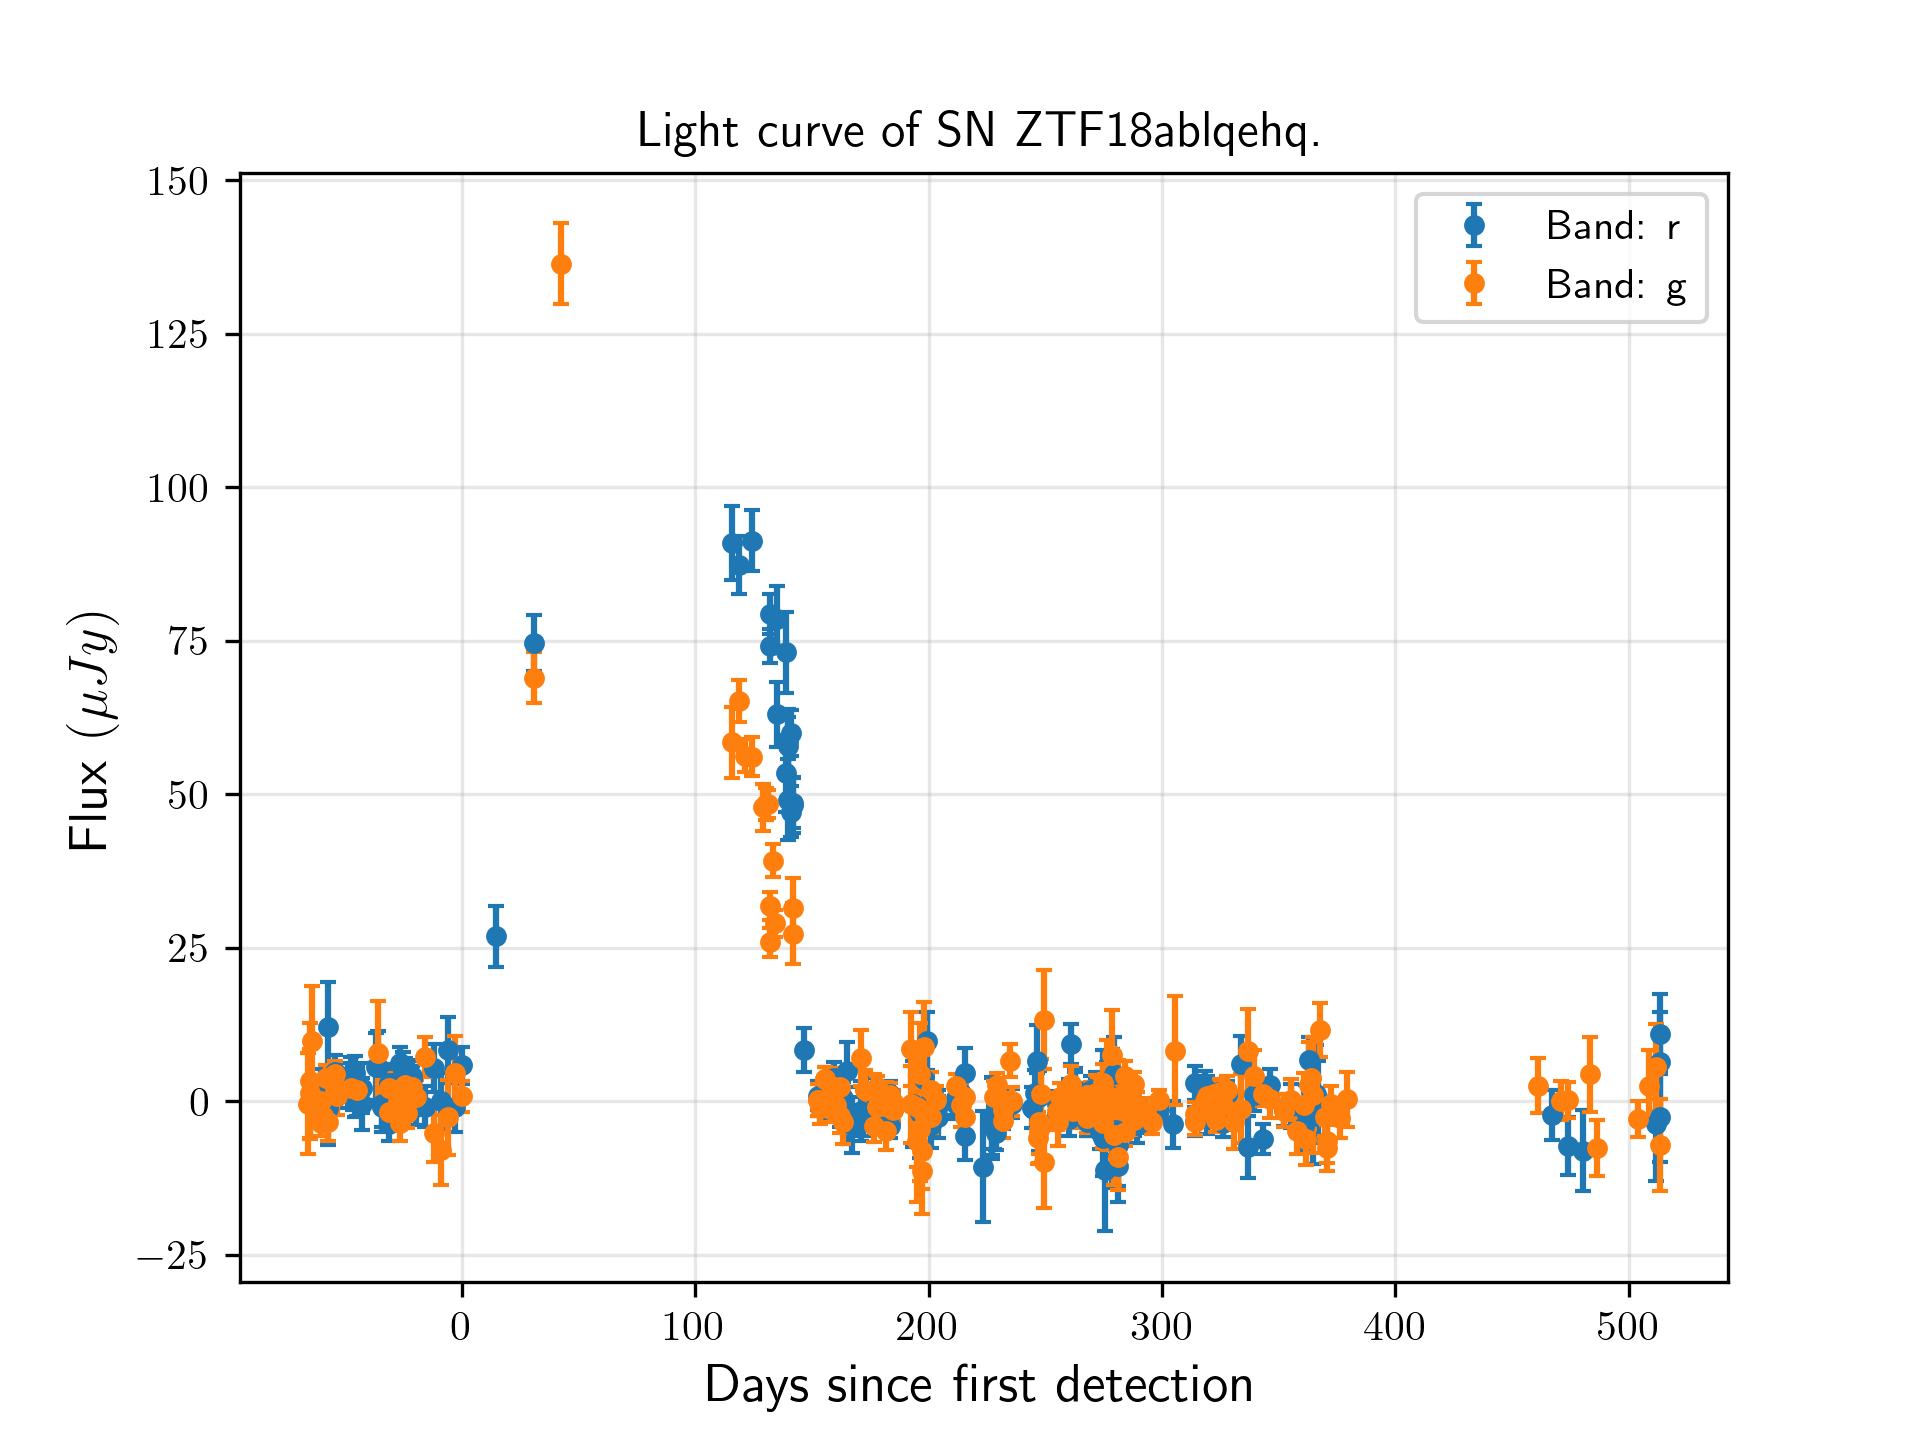 Light curve of SN ZTF18ablqehq.
Band: r
Band: g
150
125
100
75
50
25
0
−25
Flux (μJy)
0 100 200 300 400 500
Days since first detection